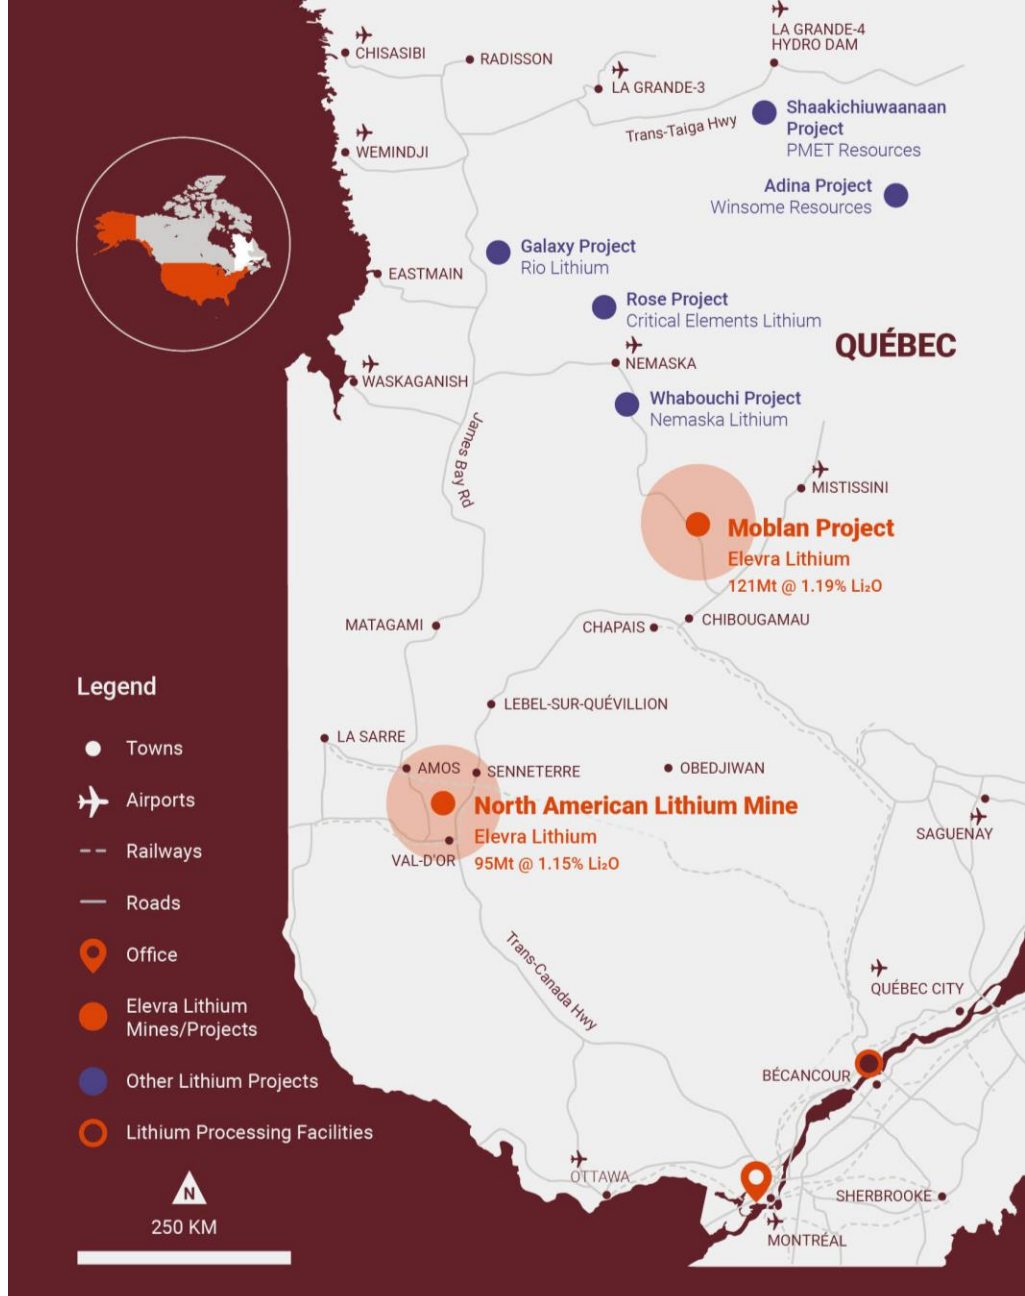 LA GRANDE-4
HYDRO DAM
CHISASIBI
RADISSON
LA GRANDE-3
Shaakichiuwaanaan
Project
PMET Resources
Trans-Taiga Hwy
WEMINDJI
Adina Project
Winsome Resources
Galaxy Project
Rio Lithium
EASTMAIN
Rose Project
Critical Elements Lithium
QUÉBEC
NEMASKA
WASKAGANISH
Whabouchi Project
Nemaska Lithium
James Bay Rd
MISTISSINI
Moblan Project
Elevra Lithium
121Mt @ 1.19% Li₂O
MATAGAMI
CHAPAIS
CHIBOUGAMAU
LEBEL-SUR-QUÉVILLION
LA SARRE
AMOS
SENNETERRE
OBEDJIWAN
North American Lithium Mine
Elevra Lithium
95Mt @ 1.15% Li₂O
VAL-D'OR
SAGUENAY
Trans-Canada Hwy
QUÉBEC CITY
BÉCANCOUR
OTTAWA
SHERBROOKE
MONTRÉAL
Legend
Towns
Airports
Railways
Roads
Office
Elevra Lithium
Mines/Projects
Other Lithium Projects
Lithium Processing Facilities
N
250 KM